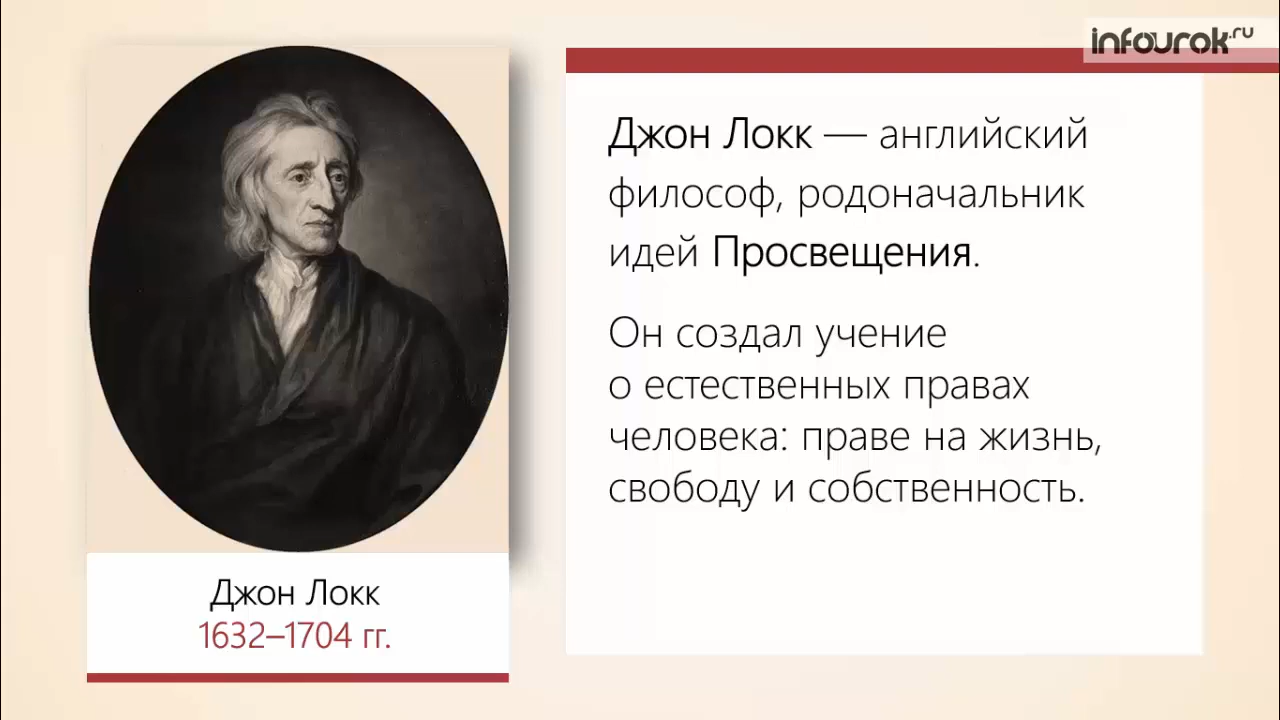 infourok.ru
Джон Локк — английский
философ, родоначальник
идей Просвещения.
Он создал учение
о естественных правах
человека: праве на жизнь,
свободу и собственность.
Джон Локк
1632–1704 гг.